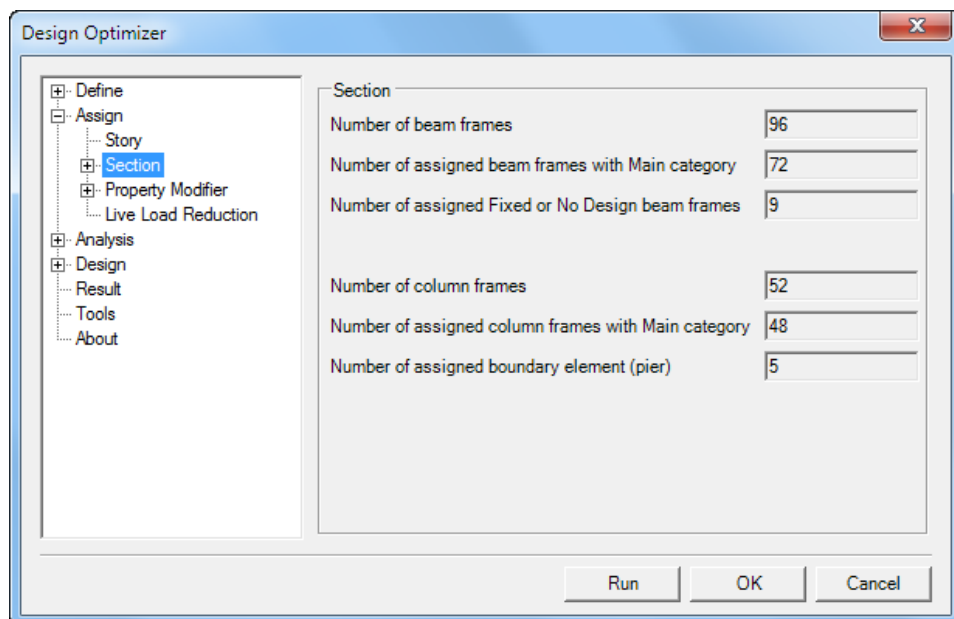 Design Optimizer
Define
Assign
Story
Section
Property Modifier
Live Load Reduction
Analysis
Design
Result
Tools
About
Section
Number of beam frames 96
Number of assigned beam frames with Main category 72
Number of assigned Fixed or No Design beam frames 9
Number of column frames 52
Number of assigned column frames with Main category 48
Number of assigned boundary element (pier) 5
Run OK Cancel